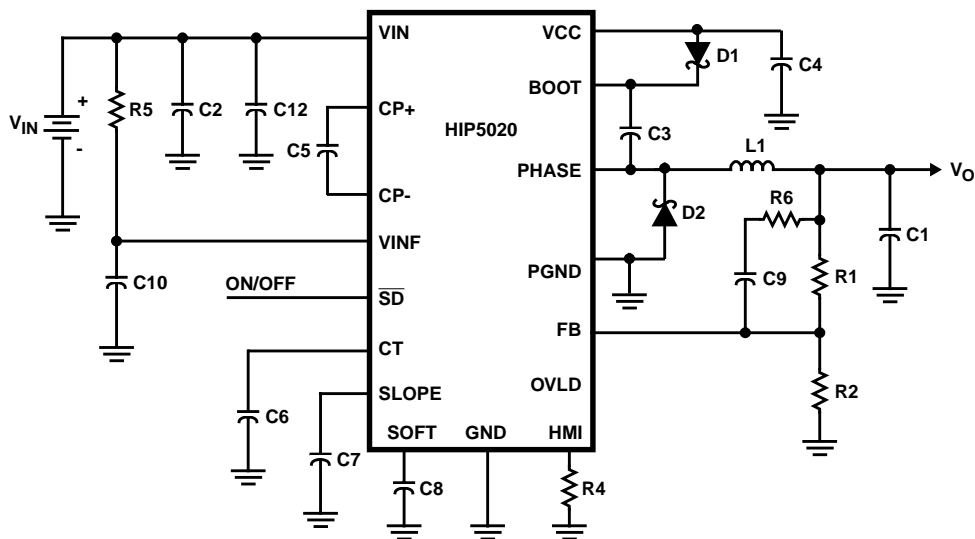 VIN
VCC
D1
C4
+
R5
C2
C12
CP+
BOOT
VIN
HIP5020
C3
-
C5
L1
PHASE
VO
CP-
R6
D2
C1
VINF
PGND
C10
C9
R1
ON/OFF
SD
FB
CT
OVLD
R2
SLOPE
C6
SOFT
GND
HMI
C7
C8
R4